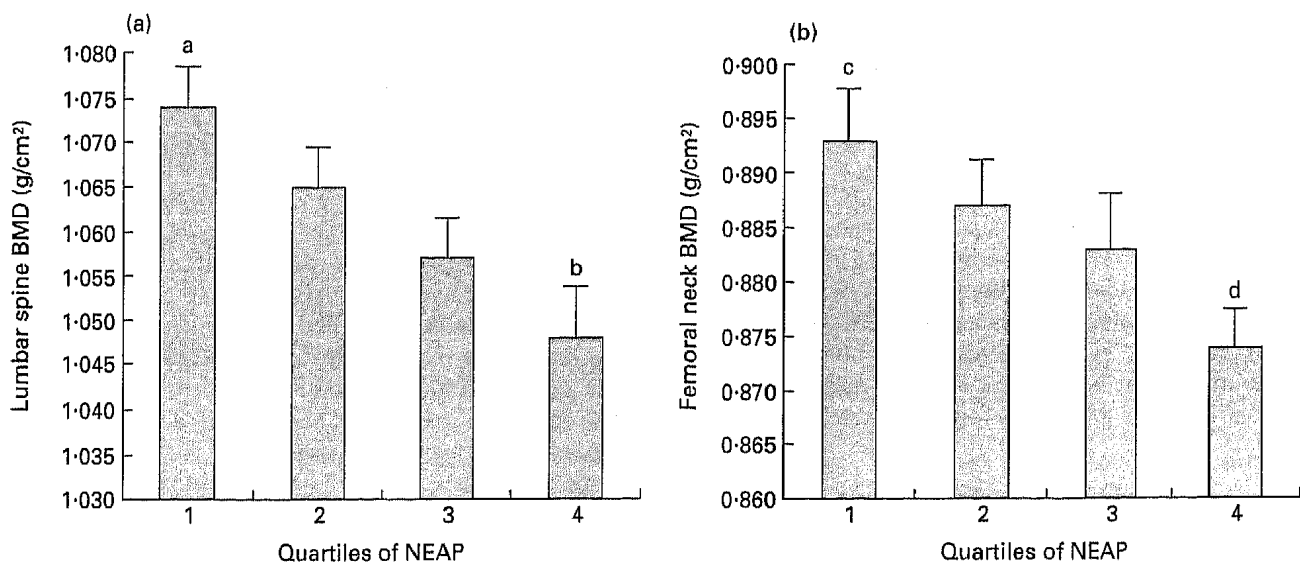 (a)
Lumbar spine BMD (g/cm²)
1·080
1·075
1·070
1·065
1·060
1·055
1·050
1·045
1·040
1·035
1·030
a
b
1 2 3 4
Quartiles of NEAP
(b)
Femoral neck BMD (g/cm²)
0·900
0·895
0·890
0·885
0·880
0·875
0·870
0·865
0·860
c
d
1 2 3 4
Quartiles of NEAP